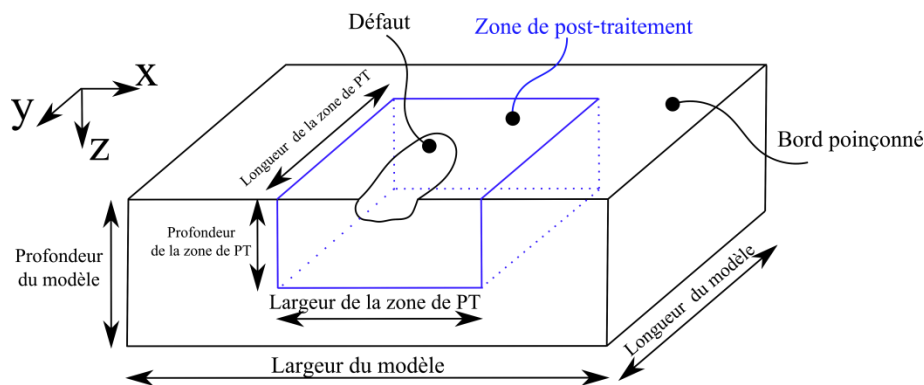 Défaut
Zone de post-traitement
x
y
z
Longueur de la zone de PT
Bord poinçonné
Profondeur
du modèle
Profondeur
de la zone de PT
Largeur de la zone de PT
Longueur du modèle
Largeur du modèle